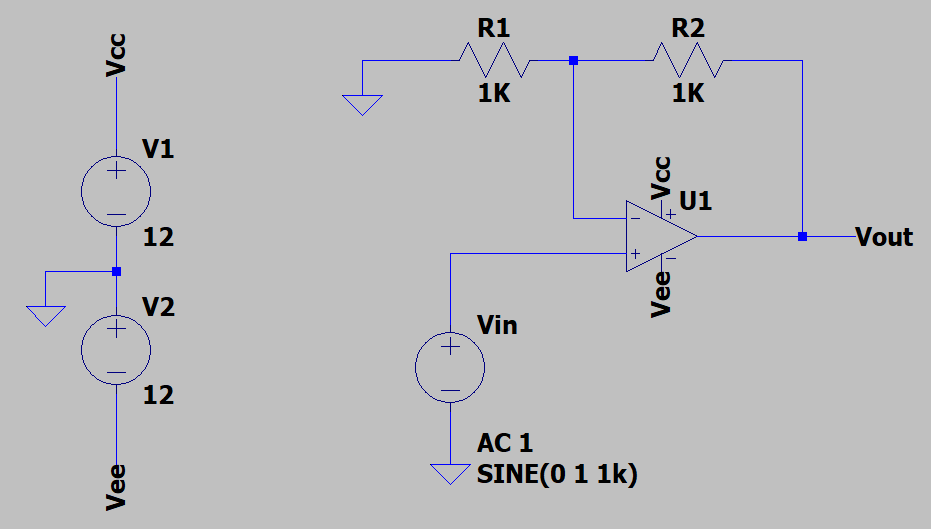 Vcc
V1
12
V2
12
Vee
R1
1K
R2
1K
Vcc
U1
Vee
Vout
Vin
AC 1
SINE(0 1 1k)